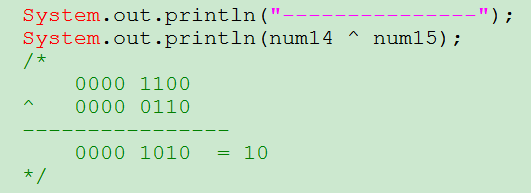 System.out.println("---------------");
System.out.println(num14 ^ num15);
/*
    0000 1100
^   0000 0110
-----------------
    0000 1010  = 10
*/